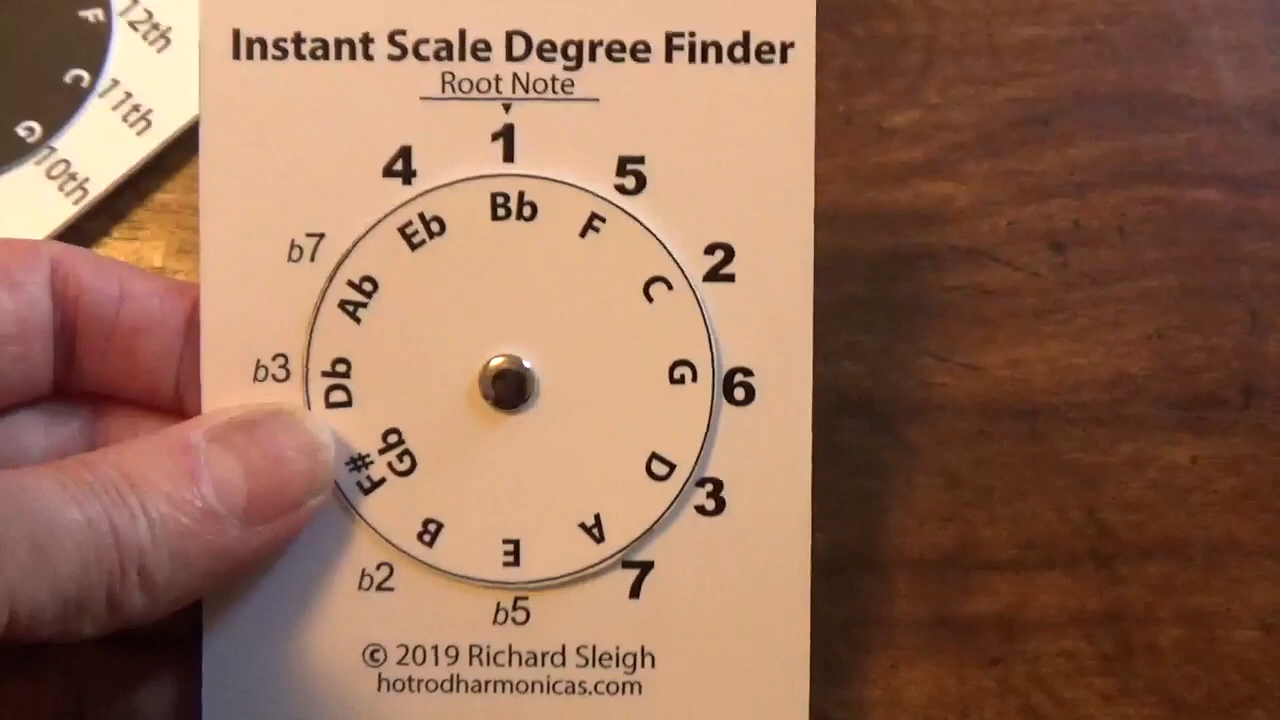 Instant Scale Degree Finder
Root Note
1
5
2
6
3
7
b5
b2
b3
b7
4
Bb
F
C
G
D
A
E
B
F#
Gb
Db
Ab
Eb
© 2019 Richard Sleigh
hotrodharmonicas.com
F
12th
C
11th
G
10th